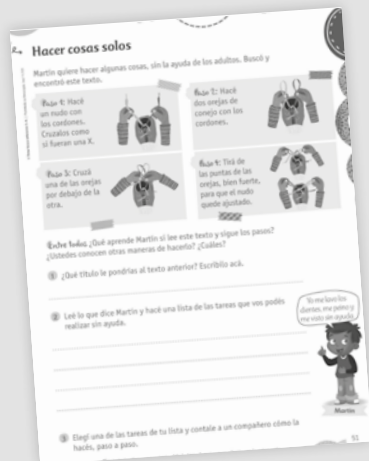 Hacer cosas solos
Martín quiere hacer algunas cosas, sin la ayuda de los adultos. Buscó y
encontró este texto.
Paso 1: Hacé
un nudo con
los cordones.
Cruzalos como
si fueran una X.
Paso 2: Hacé
dos orejas de
conejo con los
cordones.
Paso 3: Cruzá
una de las orejas
por debajo de la
otra.
Paso 4: Tirá de
las puntas de las
orejas, bien fuerte,
para que el nudo
quede ajustado.
Entre todos ¿Qué aprende Martín si lee este texto y sigue los pasos?
¿Ustedes conocen otras maneras de hacerlo? ¿Cuáles?
1 ¿Qué título le pondrías al texto anterior? Escribilo acá.
2 Leé lo que dice Martín y hacé una lista de las tareas que vos podés
realizar sin ayuda.
Yo me lavo los
dientes, me peino y
me visto sin ayuda.
Martín
3 Elegí una de las tareas de tu lista y contale a un compañero cómo la
hacés, paso a paso.
51